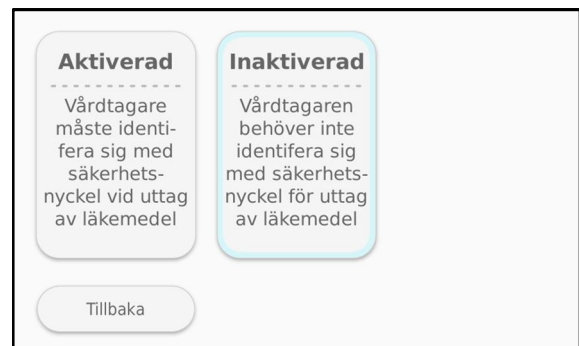 Aktiverad
Vårdtagare
måste identi-
fera sig med
säkerhets-
nyckel vid uttag
av läkemedel
Inaktiverad
Vårdtagaren
behöver inte
identifera sig
med säkerhets-
nyckel för uttag
av läkemedel
Tillbaka